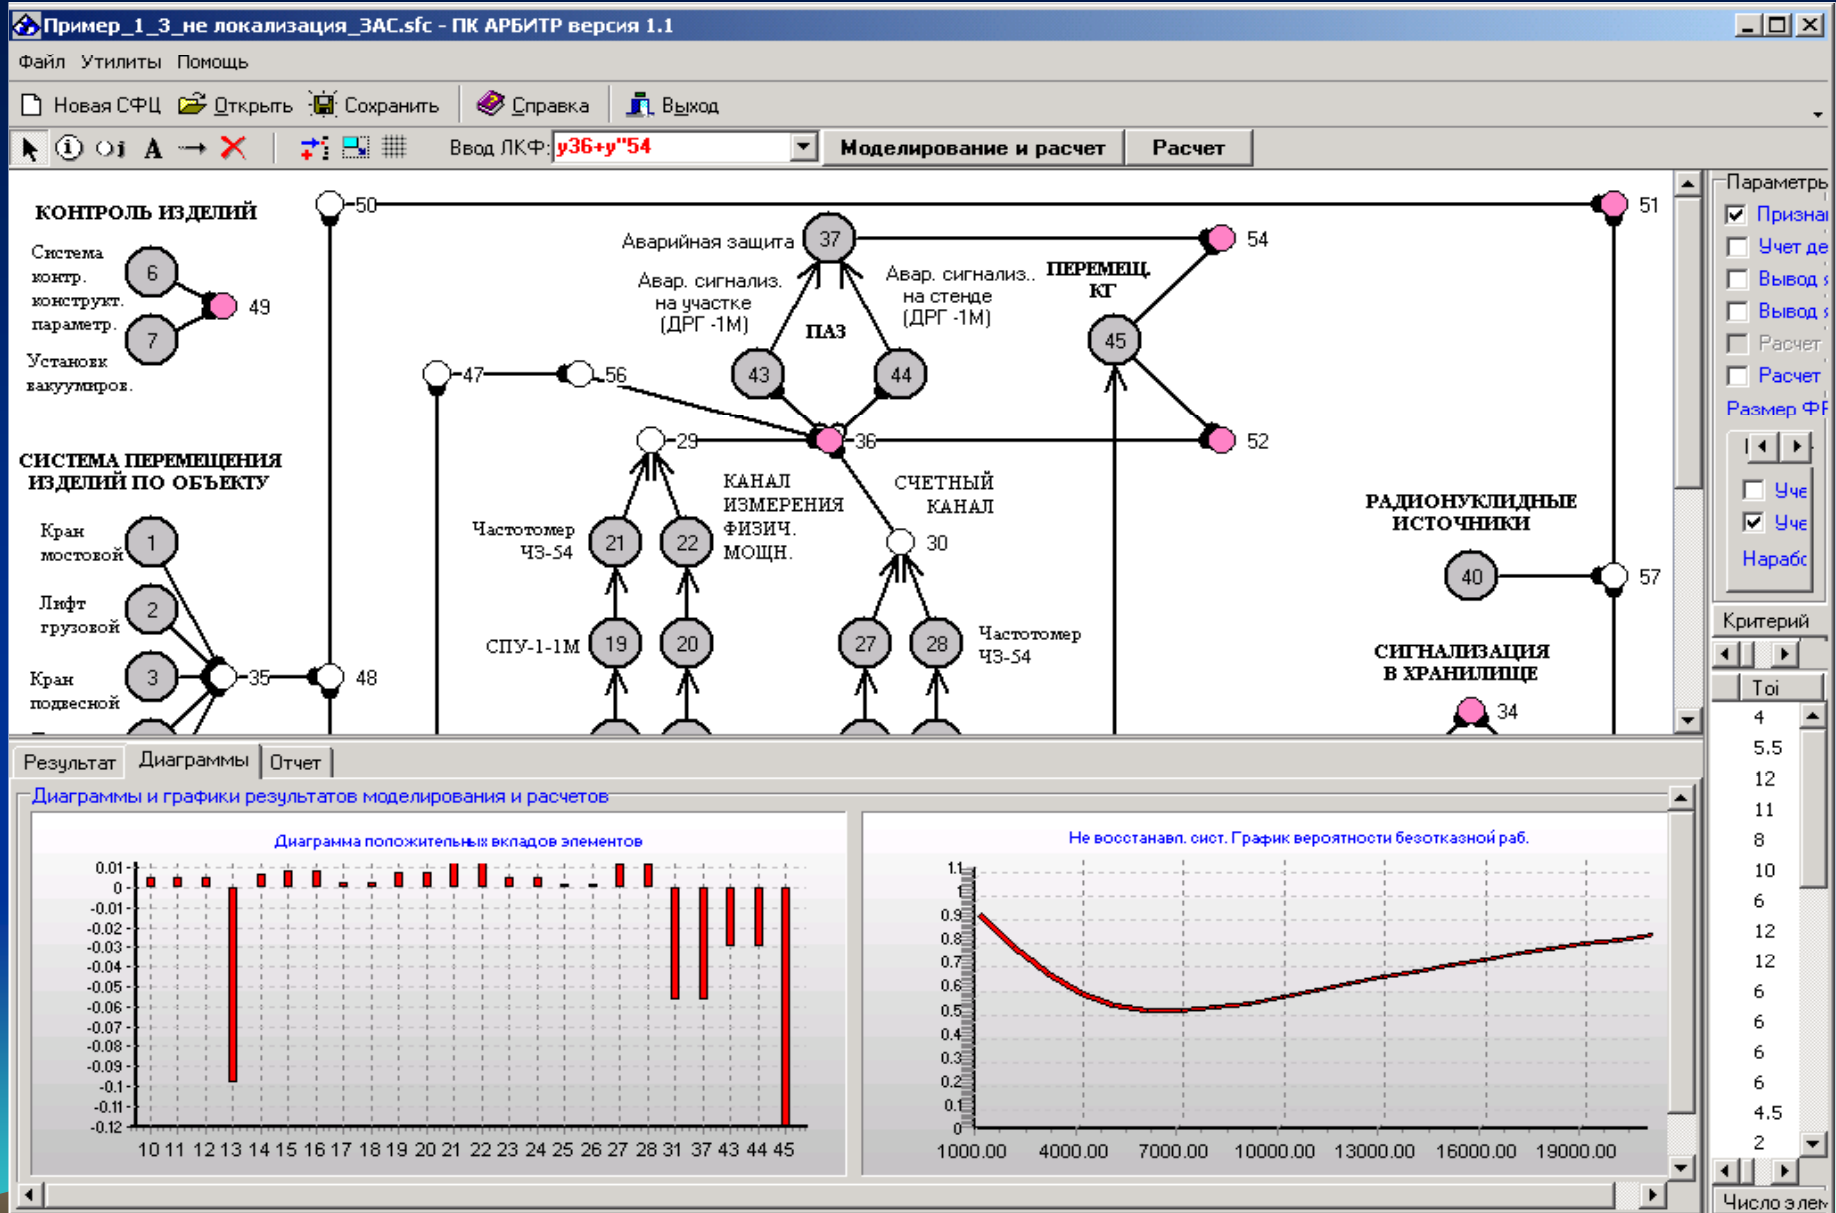 Пример_1_3_не локализация_ЗАС.sfc - ПК АРБИТР версия 1.1
Файл Утилиты Помощь
Новая СФЦ Открыть Сохранить Справка Выход
A Ввод ЛКФ: y36+y"54 Моделирование и расчет Расчет
КОНТРОЛЬ ИЗДЕЛИЙ
Система
контр.
конструкт.
параметр.
Установк
вакуумиров.
6
7
49
50
51
Аварийная защита
37
54
Авар. сигнализ.
на участке
(ДРГ -1М)
ПАЗ
Авар. сигнализ..
на стенде
(ДРГ -1М)
ПЕРЕМЕЩ.
КГ
45
43
44
47
56
29
36
52
СИСТЕМА ПЕРЕМЕЩЕНИЯ
ИЗДЕЛИЙ ПО ОБЪЕКТУ
Кран
мостовой
1
Лифт
грузовой
2
Кран
подвесной
3
35
48
КАНАЛ
ИЗМЕРЕНИЯ
ФИЗИЧ.
МОЩН.
СЧЕТНЫЙ
КАНАЛ
Частотомер
ЧЗ-54
21
22
30
СПУ-1-1М
19
20
27
28
Частотомер
ЧЗ-54
РАДИОНУКЛИДНЫЕ
ИСТОЧНИКИ
40
57
СИГНАЛИЗАЦИЯ
В ХРАНИЛИЩЕ
34
Параметры
Призна
Учет де
Вывод
Вывод
Расчет
Расчет
Размер
Уче
Уче
Нарабо
Критерий
Toi
4
5.5
12
11
8
10
6
12
12
6
6
6
6
4.5
2
Число элем
Результат Диаграммы Отчет
Диаграммы и графики результатов моделирования и расчетов
Диаграмма положительных вкладов элементов
0.01
0
-0.01
-0.02
-0.03
-0.04
-0.05
-0.06
-0.07
-0.08
-0.09
-0.1
-0.11
-0.12
10 11 12 13 14 15 16 17 18 19 20 21 22 23 24 25 26 27 28 31 37 43 44 45
Не восстанавл. сист. График вероятности безотказной раб.
1.1
1
0.9
0.8
0.7
0.6
0.5
0.4
0.3
0.2
0.1
0
1000.00 4000.00 7000.00 10000.00 13000.00 16000.00 19000.00